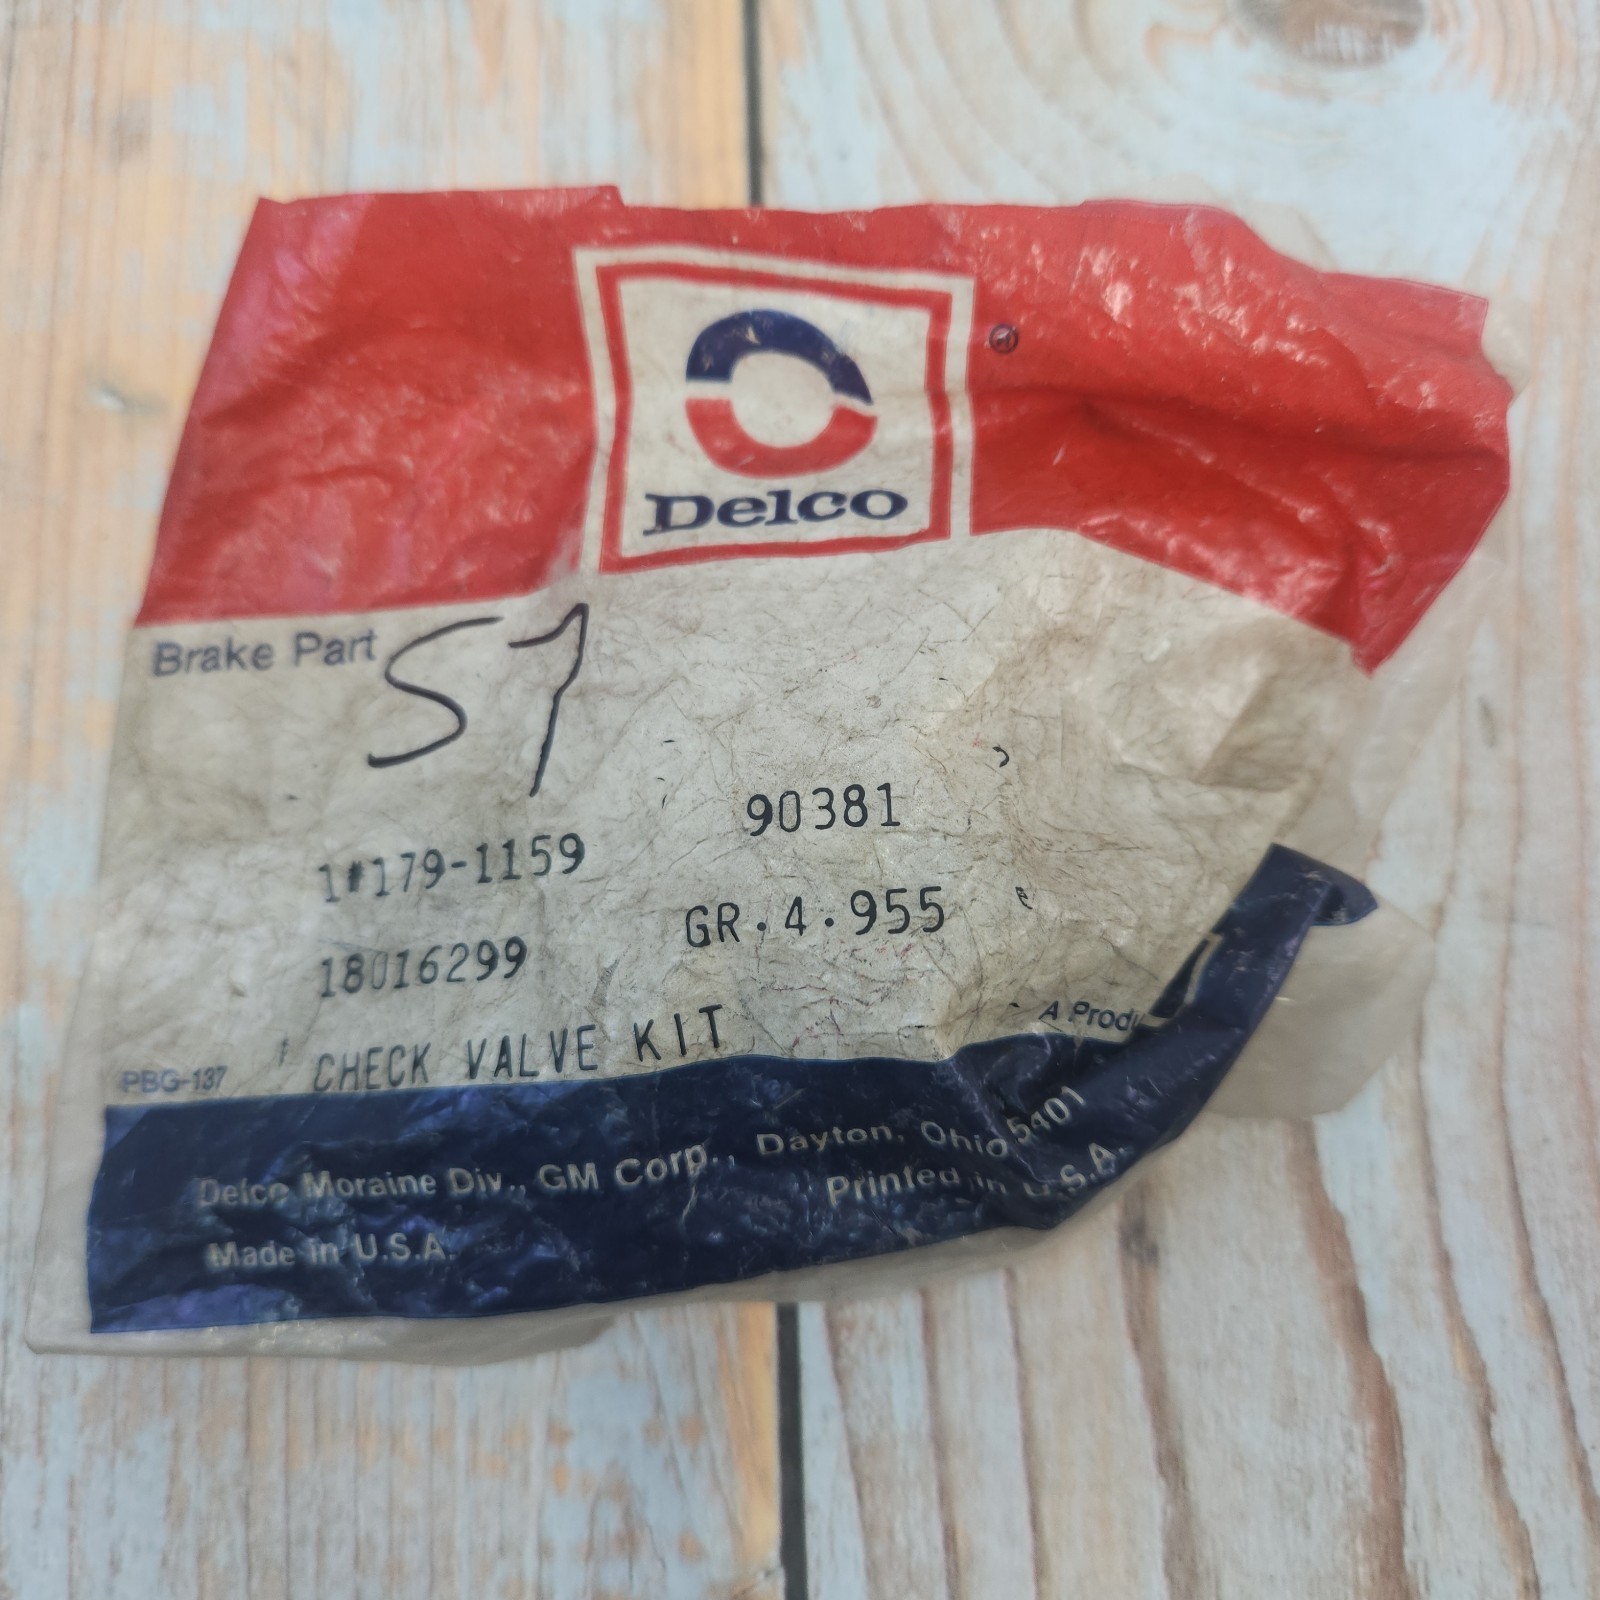 ®
Delco
Brake Part
57
90381
1#179-1159
GR.4.955
18016299
CHECK VALVE KIT
A Produ
PBG-137
Delco Moraine Div., GM Corp., Dayton, Ohio 5401
Printed in U.S.A.
Made in U.S.A.